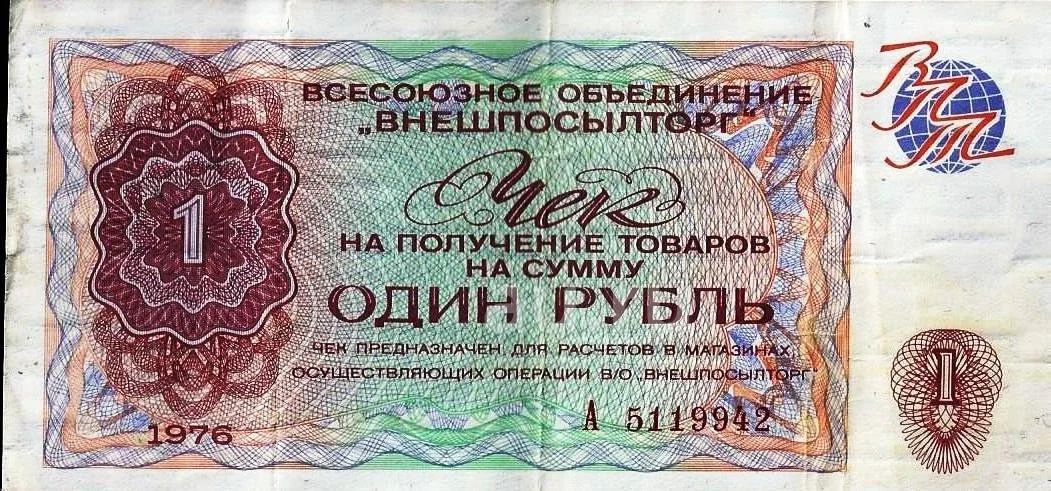 ВСЕСОЮЗНОЕ ОБЪЕДИНЕНИЕ
„ВНЕШПОСЫЛТОРГ"
ВПТ
Чек
НА ПОЛУЧЕНИЕ ТОВАРОВ
НА СУММУ
1
ОДИН РУБЛЬ
ЧЕК ПРЕДНАЗНАЧЕН ДЛЯ РАСЧЕТОВ В МАГАЗИНАХ,
ОСУЩЕСТВЛЯЮЩИХ ОПЕРАЦИИ В/О „ВНЕШПОСЫЛТОРГ"
1
А 5119942
1976